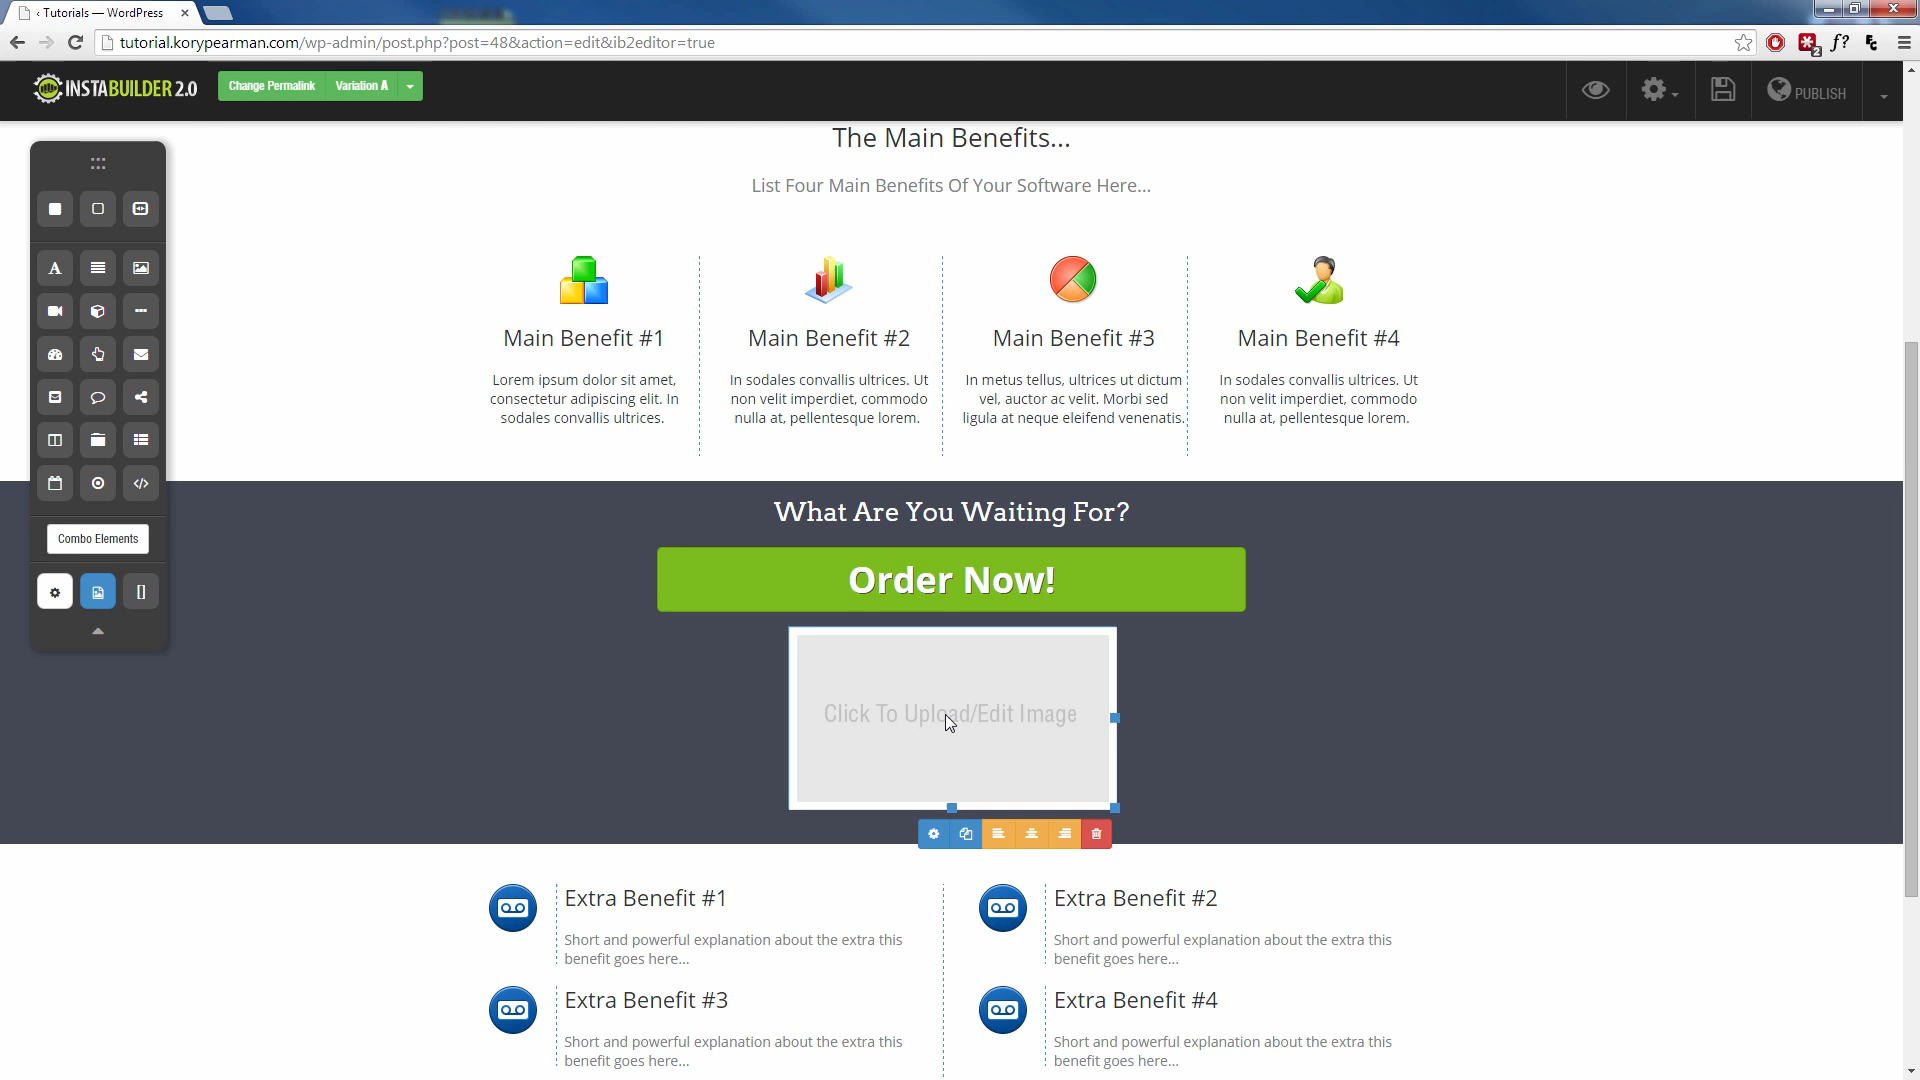 ‹ Tutorials — WordPress
tutorial.korypearman.com/wp-admin/post.php?post=48&action=edit&ib2editor=true
INSTABUILDER 2.0
Change Permalink
Variation A
PUBLISH
The Main Benefits...
List Four Main Benefits Of Your Software Here...
Main Benefit #1
Lorem ipsum dolor sit amet,
consectetur adipiscing elit. In
sodales convallis ultrices.
Main Benefit #2
In sodales convallis ultrices. Ut
non velit imperdiet, commodo
nulla at, pellentesque lorem.
Main Benefit #3
In metus tellus, ultrices ut dictum
vel, auctor ac velit. Morbi sed
ligula at neque eleifend venenatis.
Main Benefit #4
In sodales convallis ultrices. Ut
non velit imperdiet, commodo
nulla at, pellentesque lorem.
Combo Elements
What Are You Waiting For?
Order Now!
Click To Upload/Edit Image
Extra Benefit #1
Short and powerful explanation about the extra this
benefit goes here...
Extra Benefit #2
Short and powerful explanation about the extra this
benefit goes here...
Extra Benefit #3
Short and powerful explanation about the extra this
benefit goes here...
Extra Benefit #4
Short and powerful explanation about the extra this
benefit goes here...